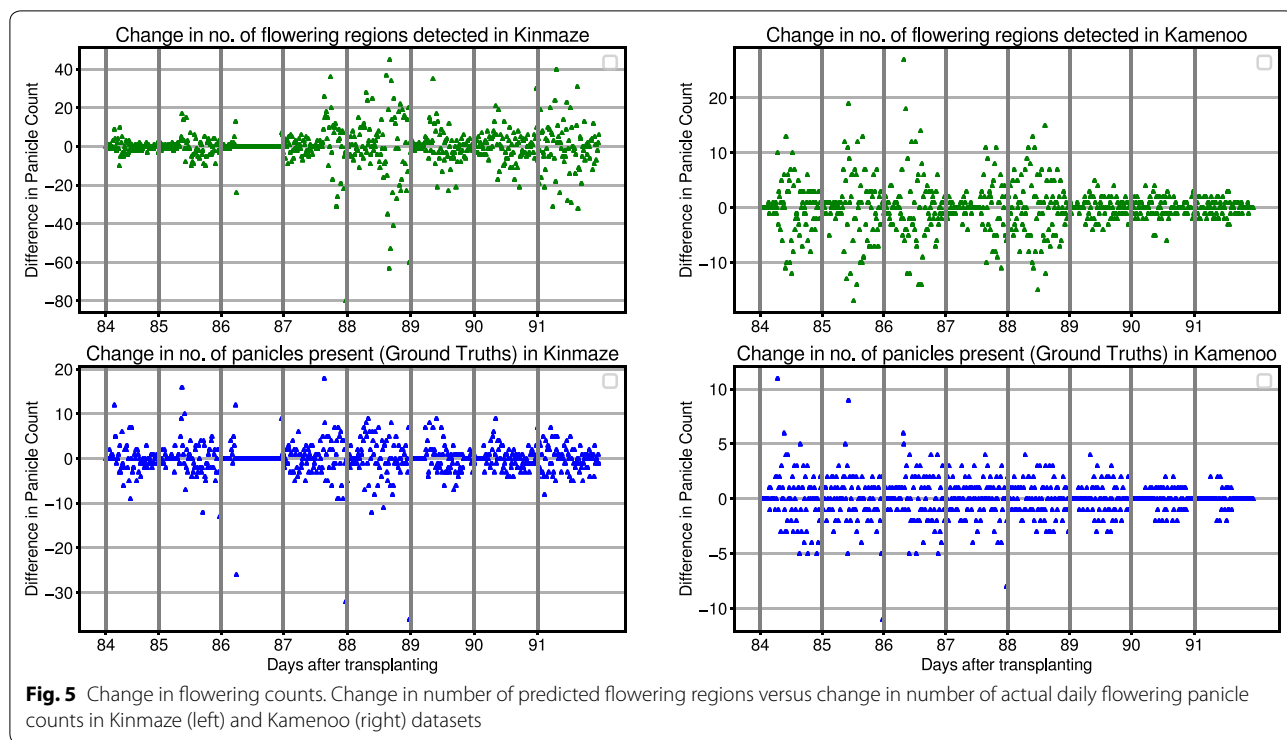 Change in no. of flowering regions detected in Kinmaze
Difference in Panicle Count
40
20
0
−20
−40
−60
−80
84 85 86 87 88 89 90 91
Change in no. of flowering regions detected in Kamenoo
Difference in Panicle Count
20
10
0
−10
84 85 86 87 88 89 90 91
Change in no. of panicles present (Ground Truths) in Kinmaze
Difference in Panicle Count
20
10
0
−10
−20
−30
84 85 86 87 88 89 90 91
Days after transplanting
Change in no. of panicles present (Ground Truths) in Kamenoo
Difference in Panicle Count
10
5
0
−5
−10
84 85 86 87 88 89 90 91
Days after transplanting
Fig. 5 Change in flowering counts. Change in number of predicted flowering regions versus change in number of actual daily flowering panicle
counts in Kinmaze (left) and Kamenoo (right) datasets